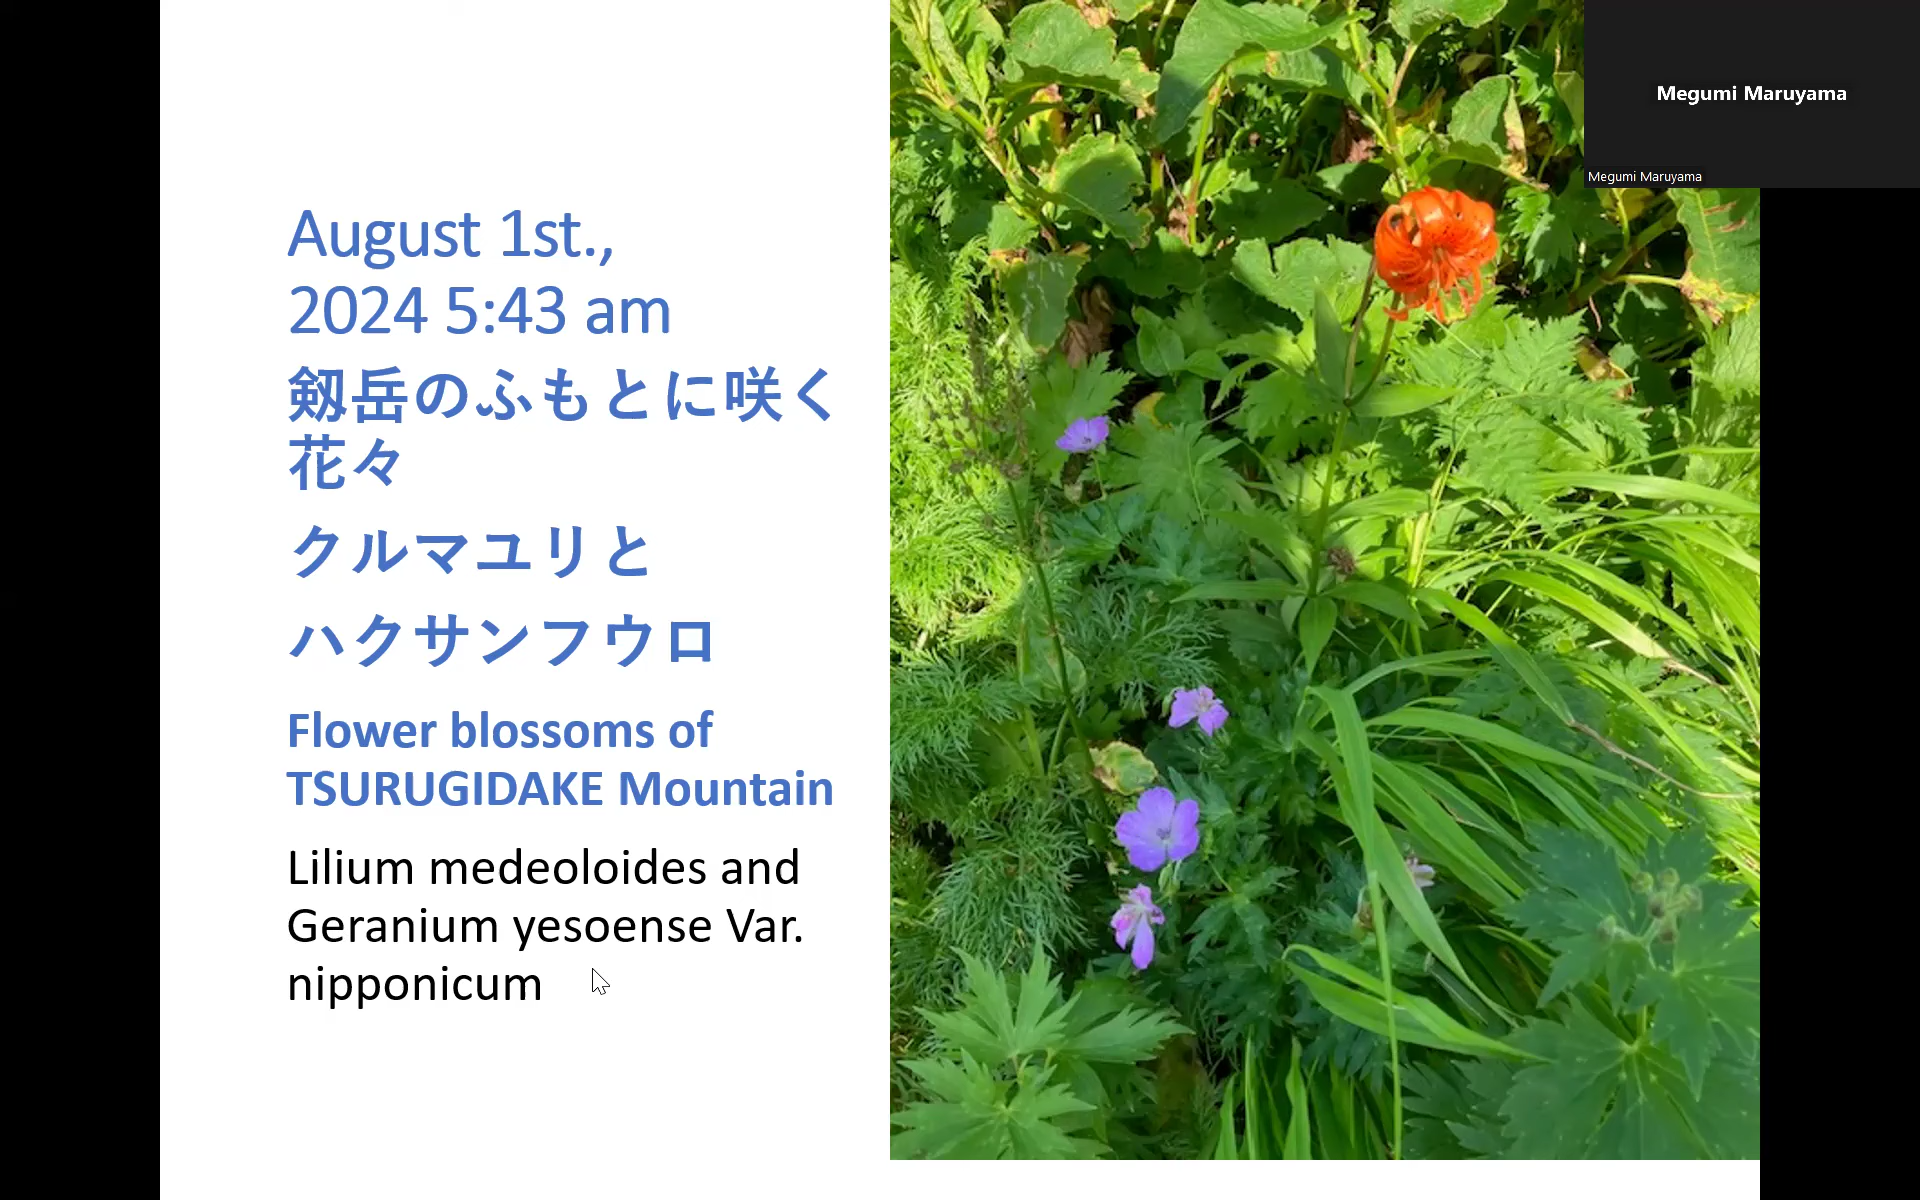 August 1st.,
2024 5:43 am
剱岳のふもとに咲く
花々
クルマユリと
ハクサンフウロ
Flower blossoms of
TSURUGIDAKE Mountain
Lilium medeoloides and
Geranium yesoense Var.
nipponicum
Megumi Maruyama
Megumi Maruyama